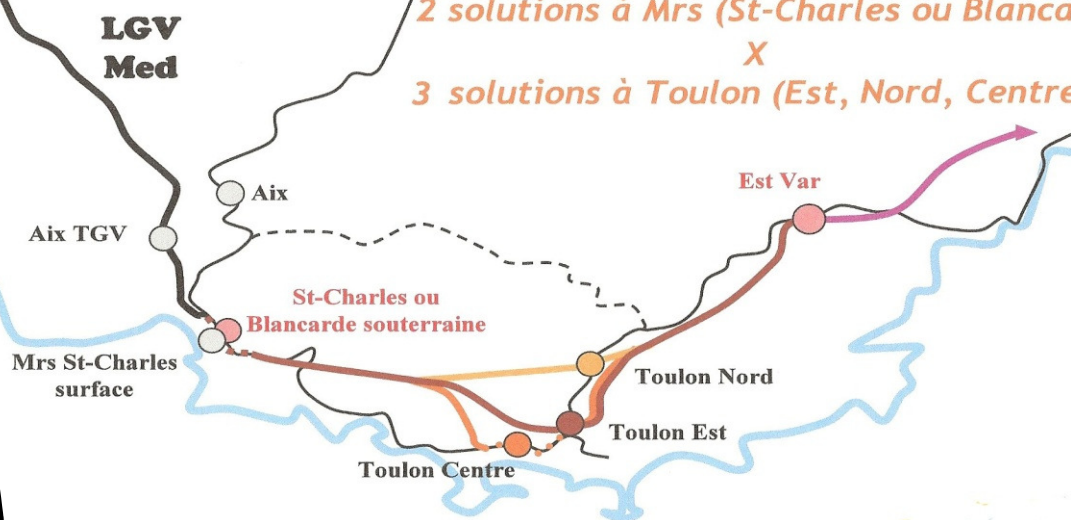 2 solutions à Mrs (St-Charles ou Blanca
X
3 solutions à Toulon (Est, Nord, Centre
LGV
Med
Aix
Est Var
Aix TGV
St-Charles ou
Blancarde souterraine
Mrs St-Charles
surface
Toulon Nord
Toulon Est
Toulon Centre